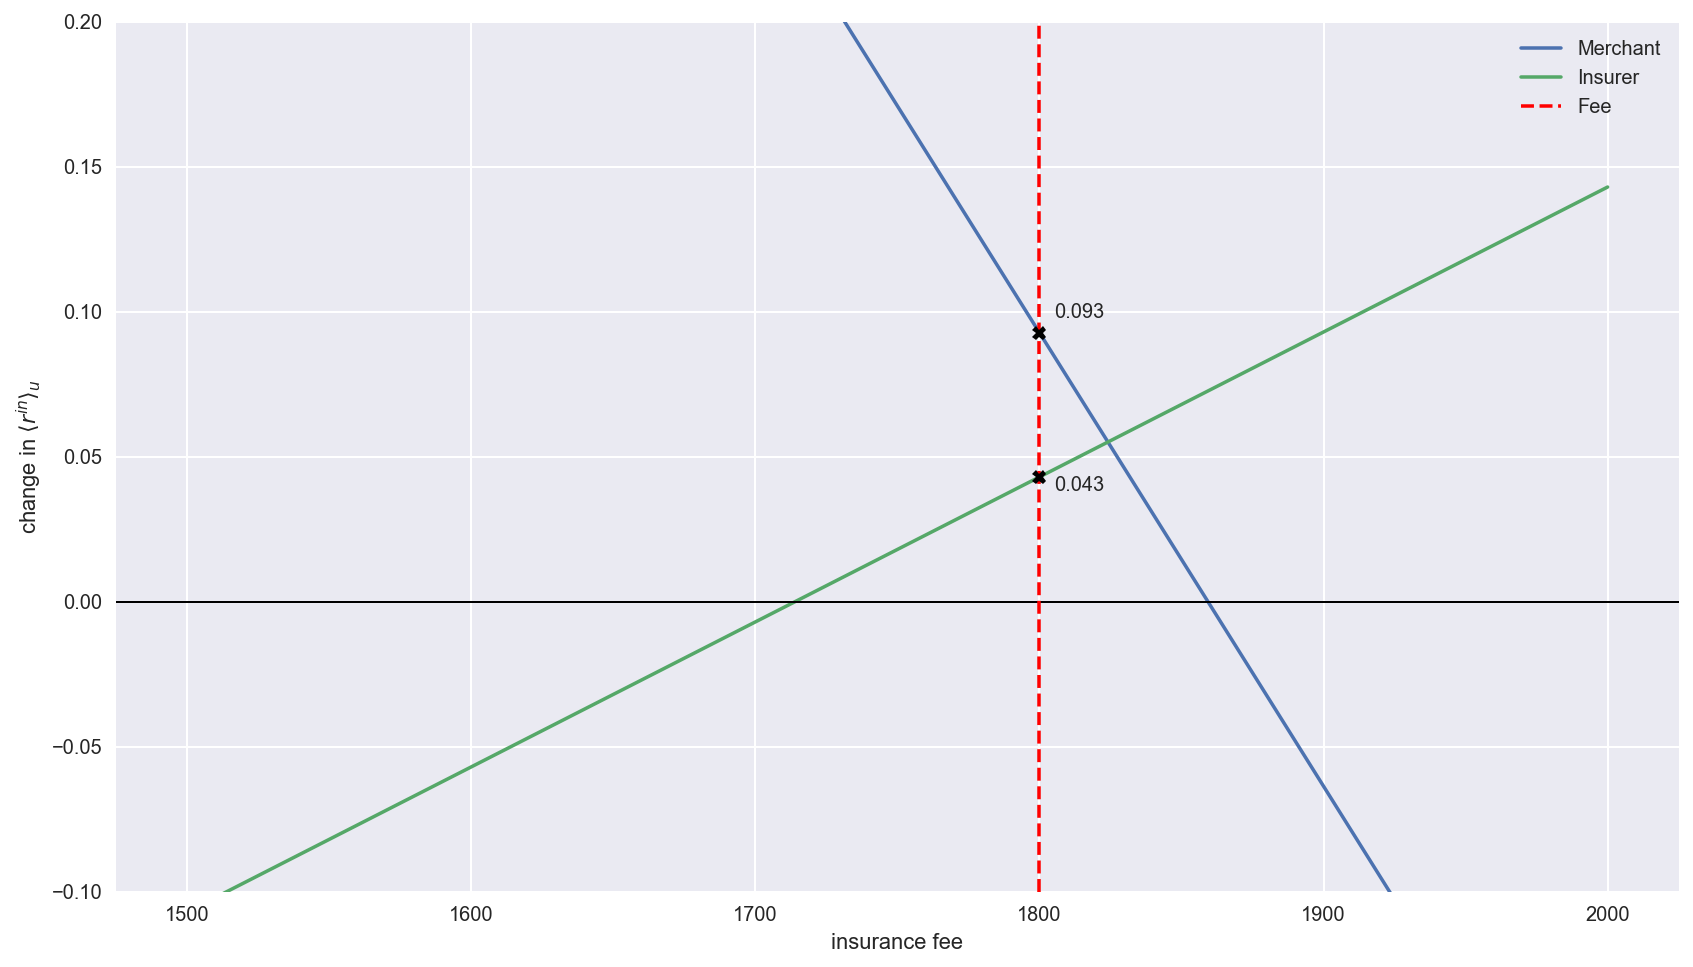 0.20
0.15
0.10
0.05
0.00
−0.05
−0.10
change in ⟨r^{in}⟩_u
Merchant
Insurer
Fee
0.093
0.043
1500 1600 1700 1800 1900 2000
insurance fee